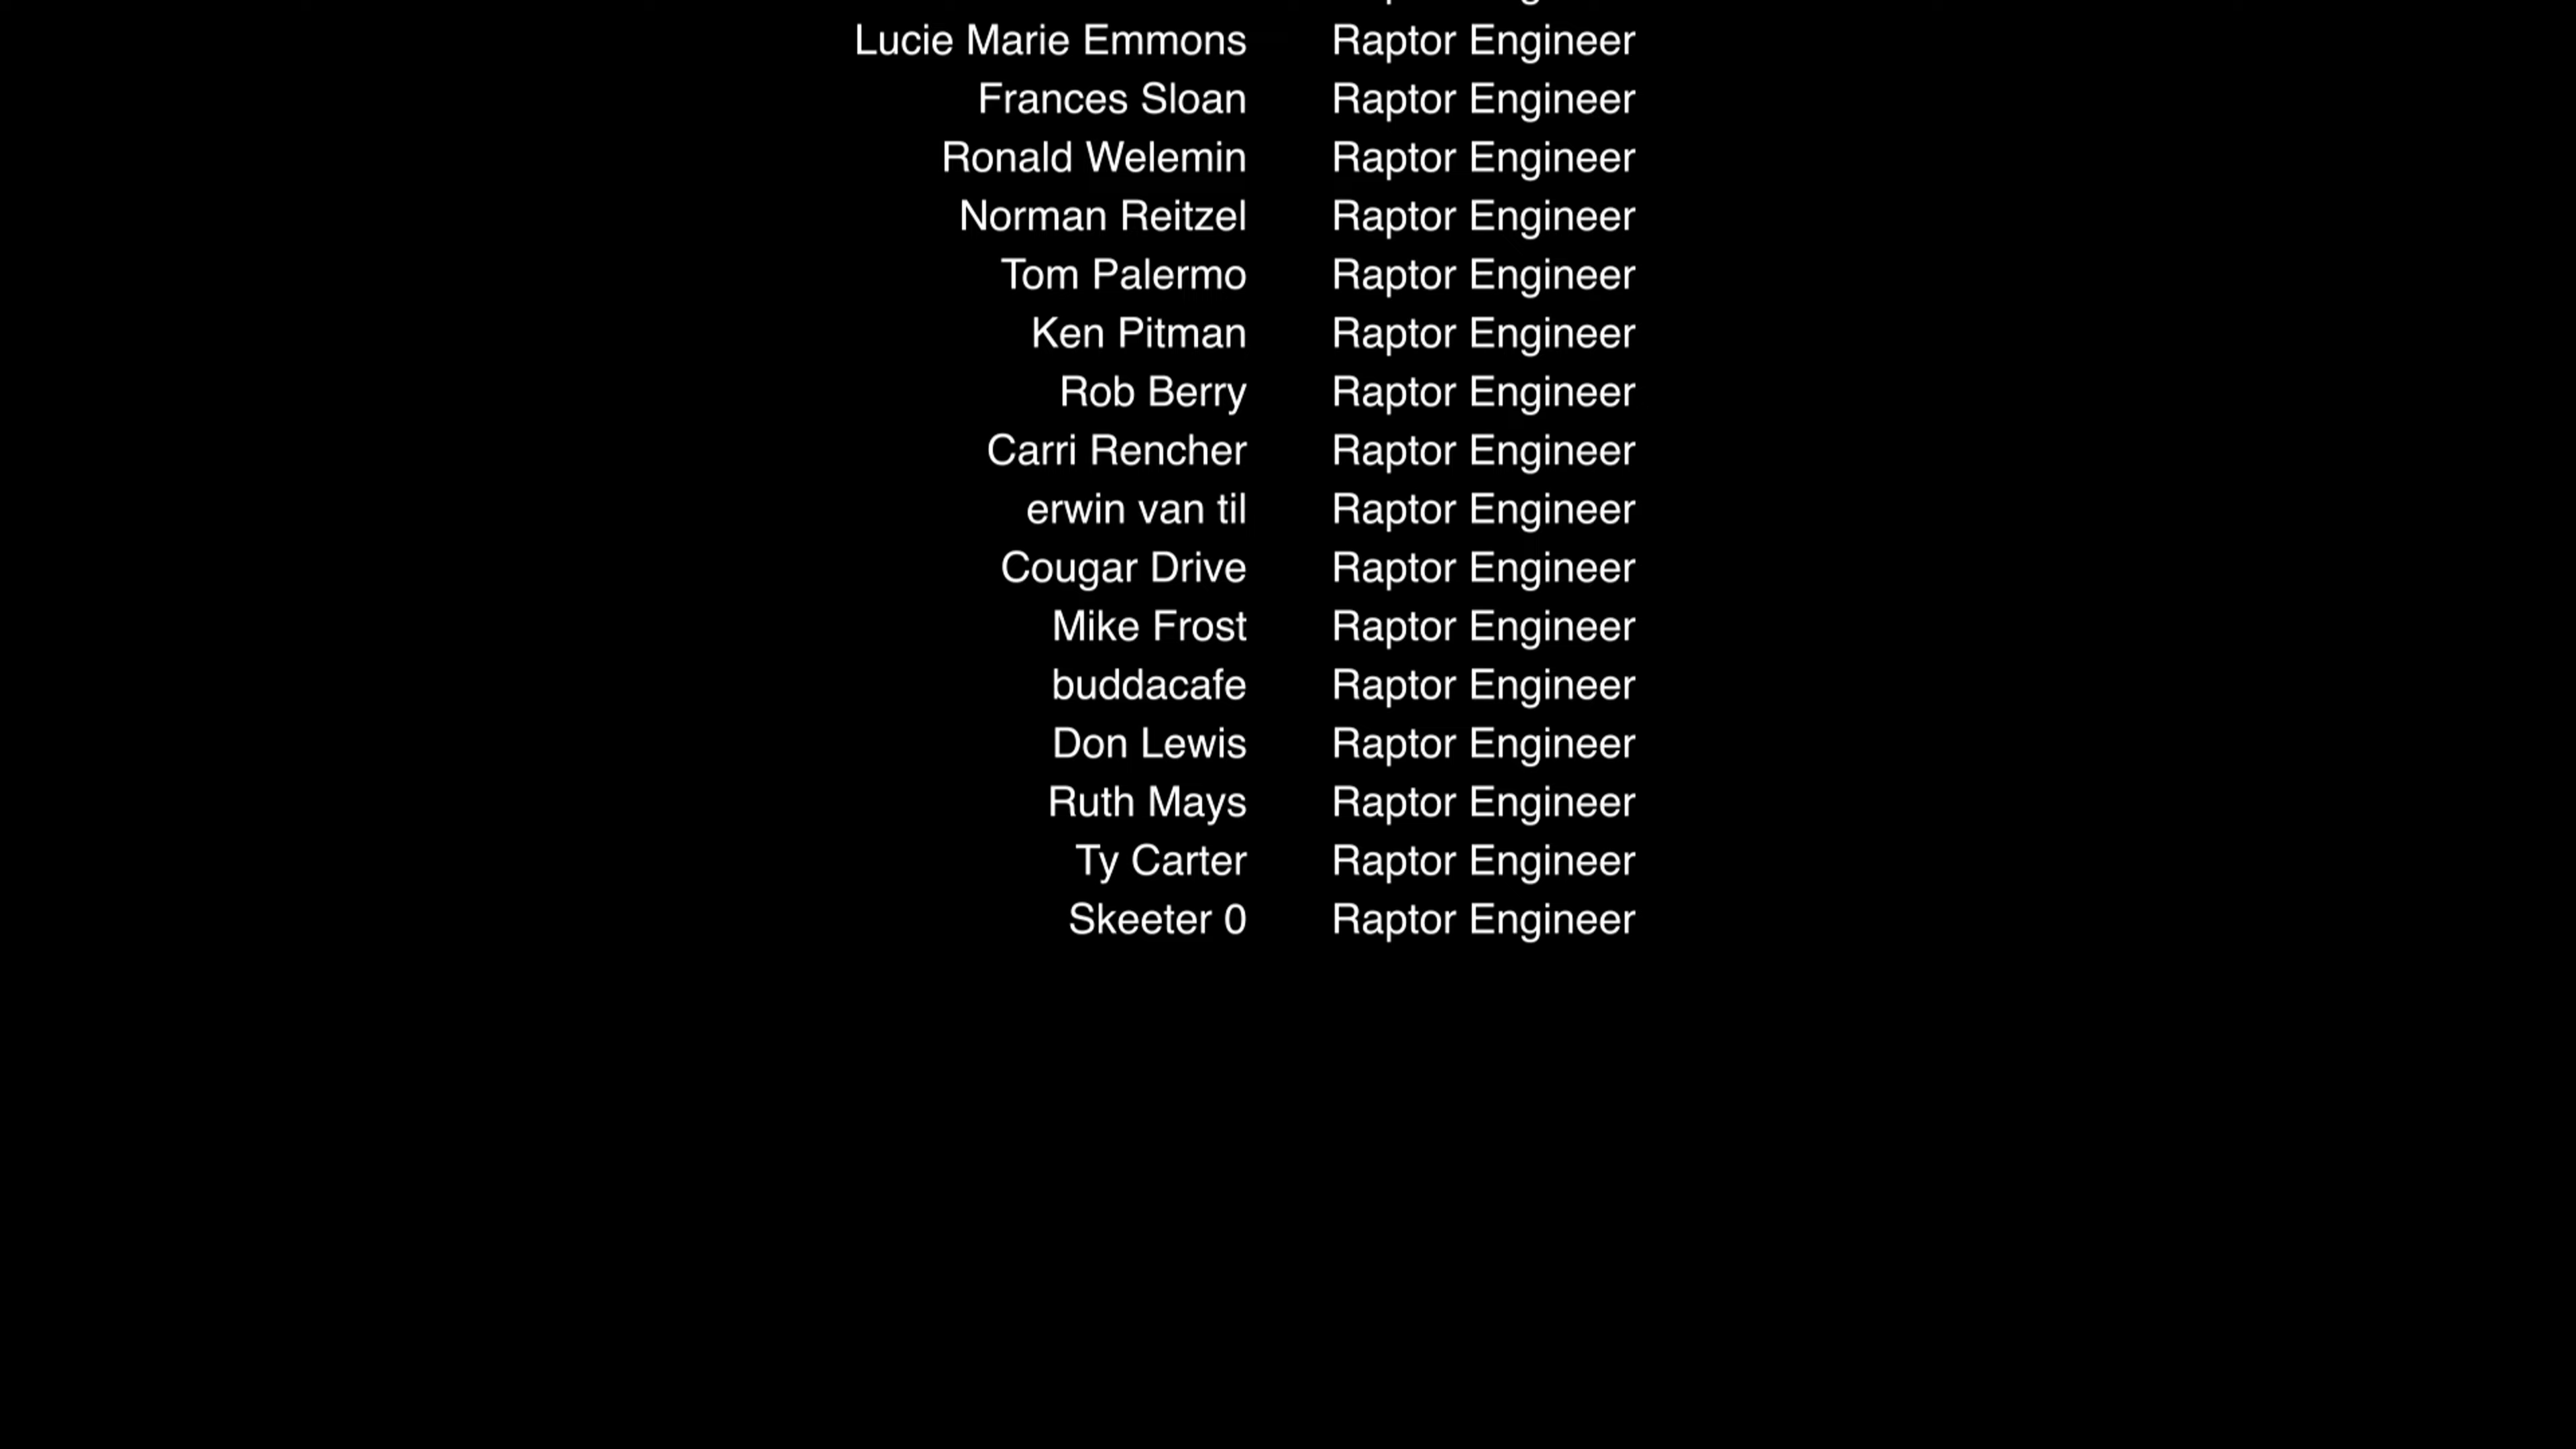 Lucie Marie Emmons Raptor Engineer
Frances Sloan Raptor Engineer
Ronald Welemin Raptor Engineer
Norman Reitzel Raptor Engineer
Tom Palermo Raptor Engineer
Ken Pitman Raptor Engineer
Rob Berry Raptor Engineer
Carri Rencher Raptor Engineer
erwin van til Raptor Engineer
Cougar Drive Raptor Engineer
Mike Frost Raptor Engineer
buddacafe Raptor Engineer
Don Lewis Raptor Engineer
Ruth Mays Raptor Engineer
Ty Carter Raptor Engineer
Skeeter 0 Raptor Engineer